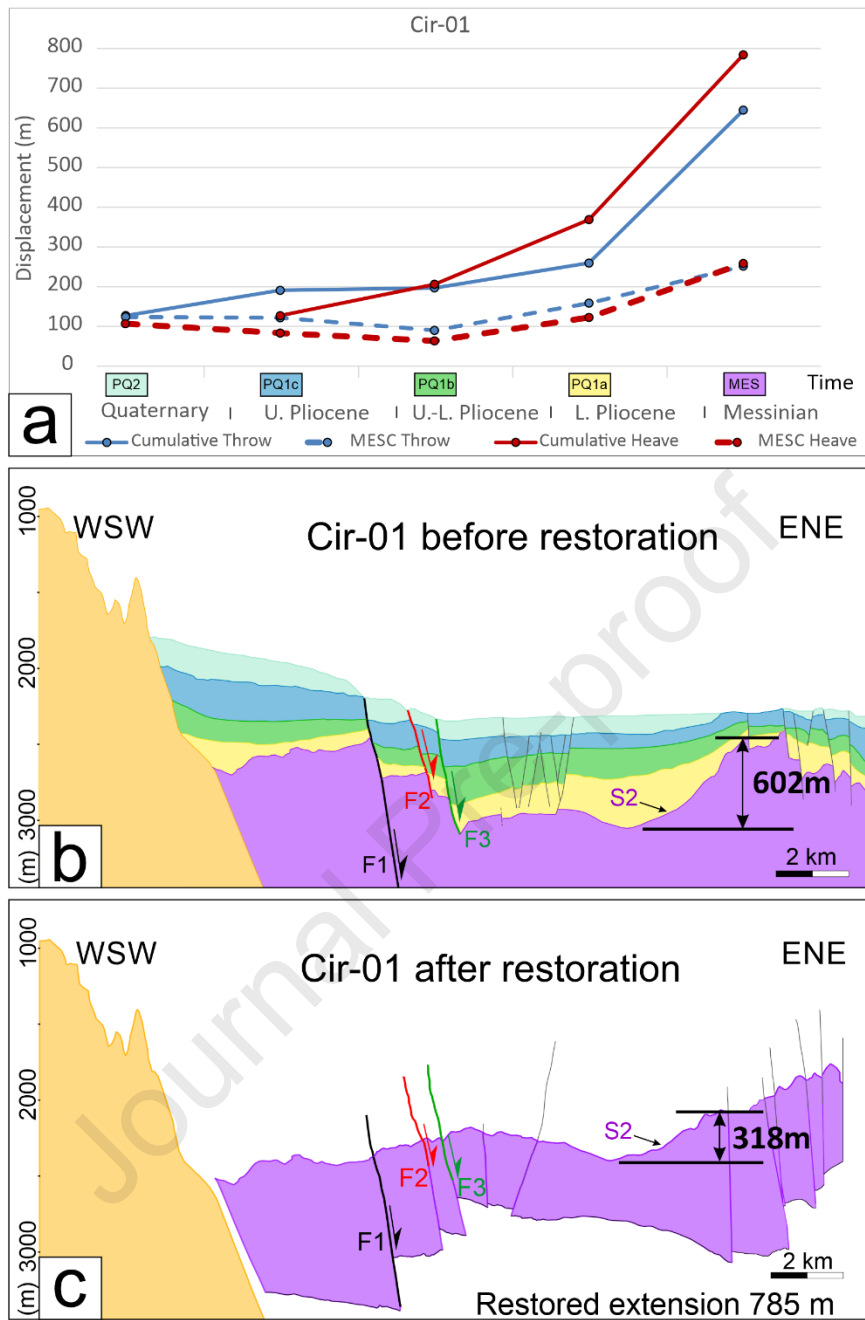 Cir-01
800
700
600
500
400
300
200
100
0
Displacement (m)
PQ2 PQ1c PQ1b PQ1a MES Time
Quaternary | U. Pliocene | U.-L. Pliocene | L. Pliocene | Messinian
Cumulative Throw MESC Throw Cumulative Heave MESC Heave
a
1000
WSW
Cir-01 before restoration
ENE
2000
3000
(m)
F2
F3
F1
S2
602m
2 km
b
1000
WSW
Cir-01 after restoration
ENE
2000
3000
(m)
S2
318m
F2
F3
F1
2 km
Restored extension 785 m
c
Journal Pre-proof